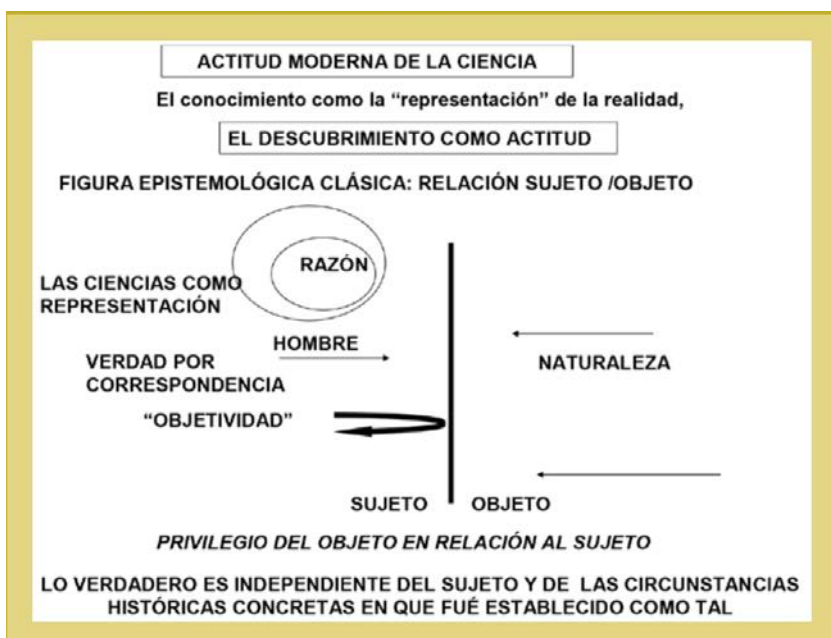 ACTITUD MODERNA DE LA CIENCIA
El conocimiento como la “representación” de la realidad,
EL DESCUBRIMIENTO COMO ACTITUD
FIGURA EPISTEMOLÓGICA CLÁSICA: RELACIÓN SUJETO /OBJETO
RAZÓN
LAS CIENCIAS COMO
REPRESENTACIÓN
HOMBRE
VERDAD POR
CORRESPONDENCIA
NATURALEZA
“OBJETIVIDAD”
SUJETO
OBJETO
PRIVILEGIO DEL OBJETO EN RELACIÓN AL SUJETO
LO VERDADERO ES INDEPENDIENTE DEL SUJETO Y DE LAS CIRCUNSTANCIAS
HISTÓRICAS CONCRETAS EN QUE FUÉ ESTABLECIDO COMO TAL